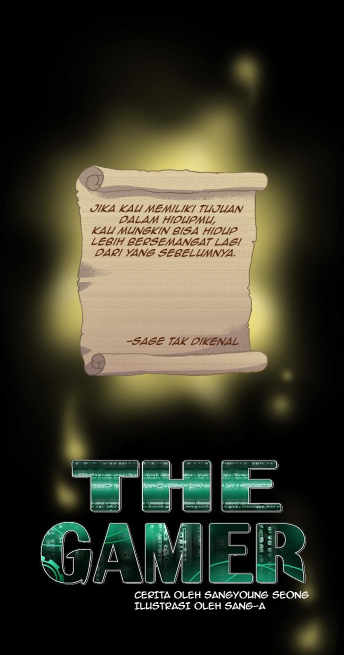 JIKA KAU MEMILIKI TUJUAN
DALAM HIDUPMU,
KAU MUNGKIN BISA HIDUP
LEBIH BERSEMANGAT LAGI
DARI YANG SEBELUMNYA.
-SAGE TAK DIKENAL
THE
GAMER
CERITA OLEH SANGYOUNG SEONG
ILUSTRASI OLEH SANG-A